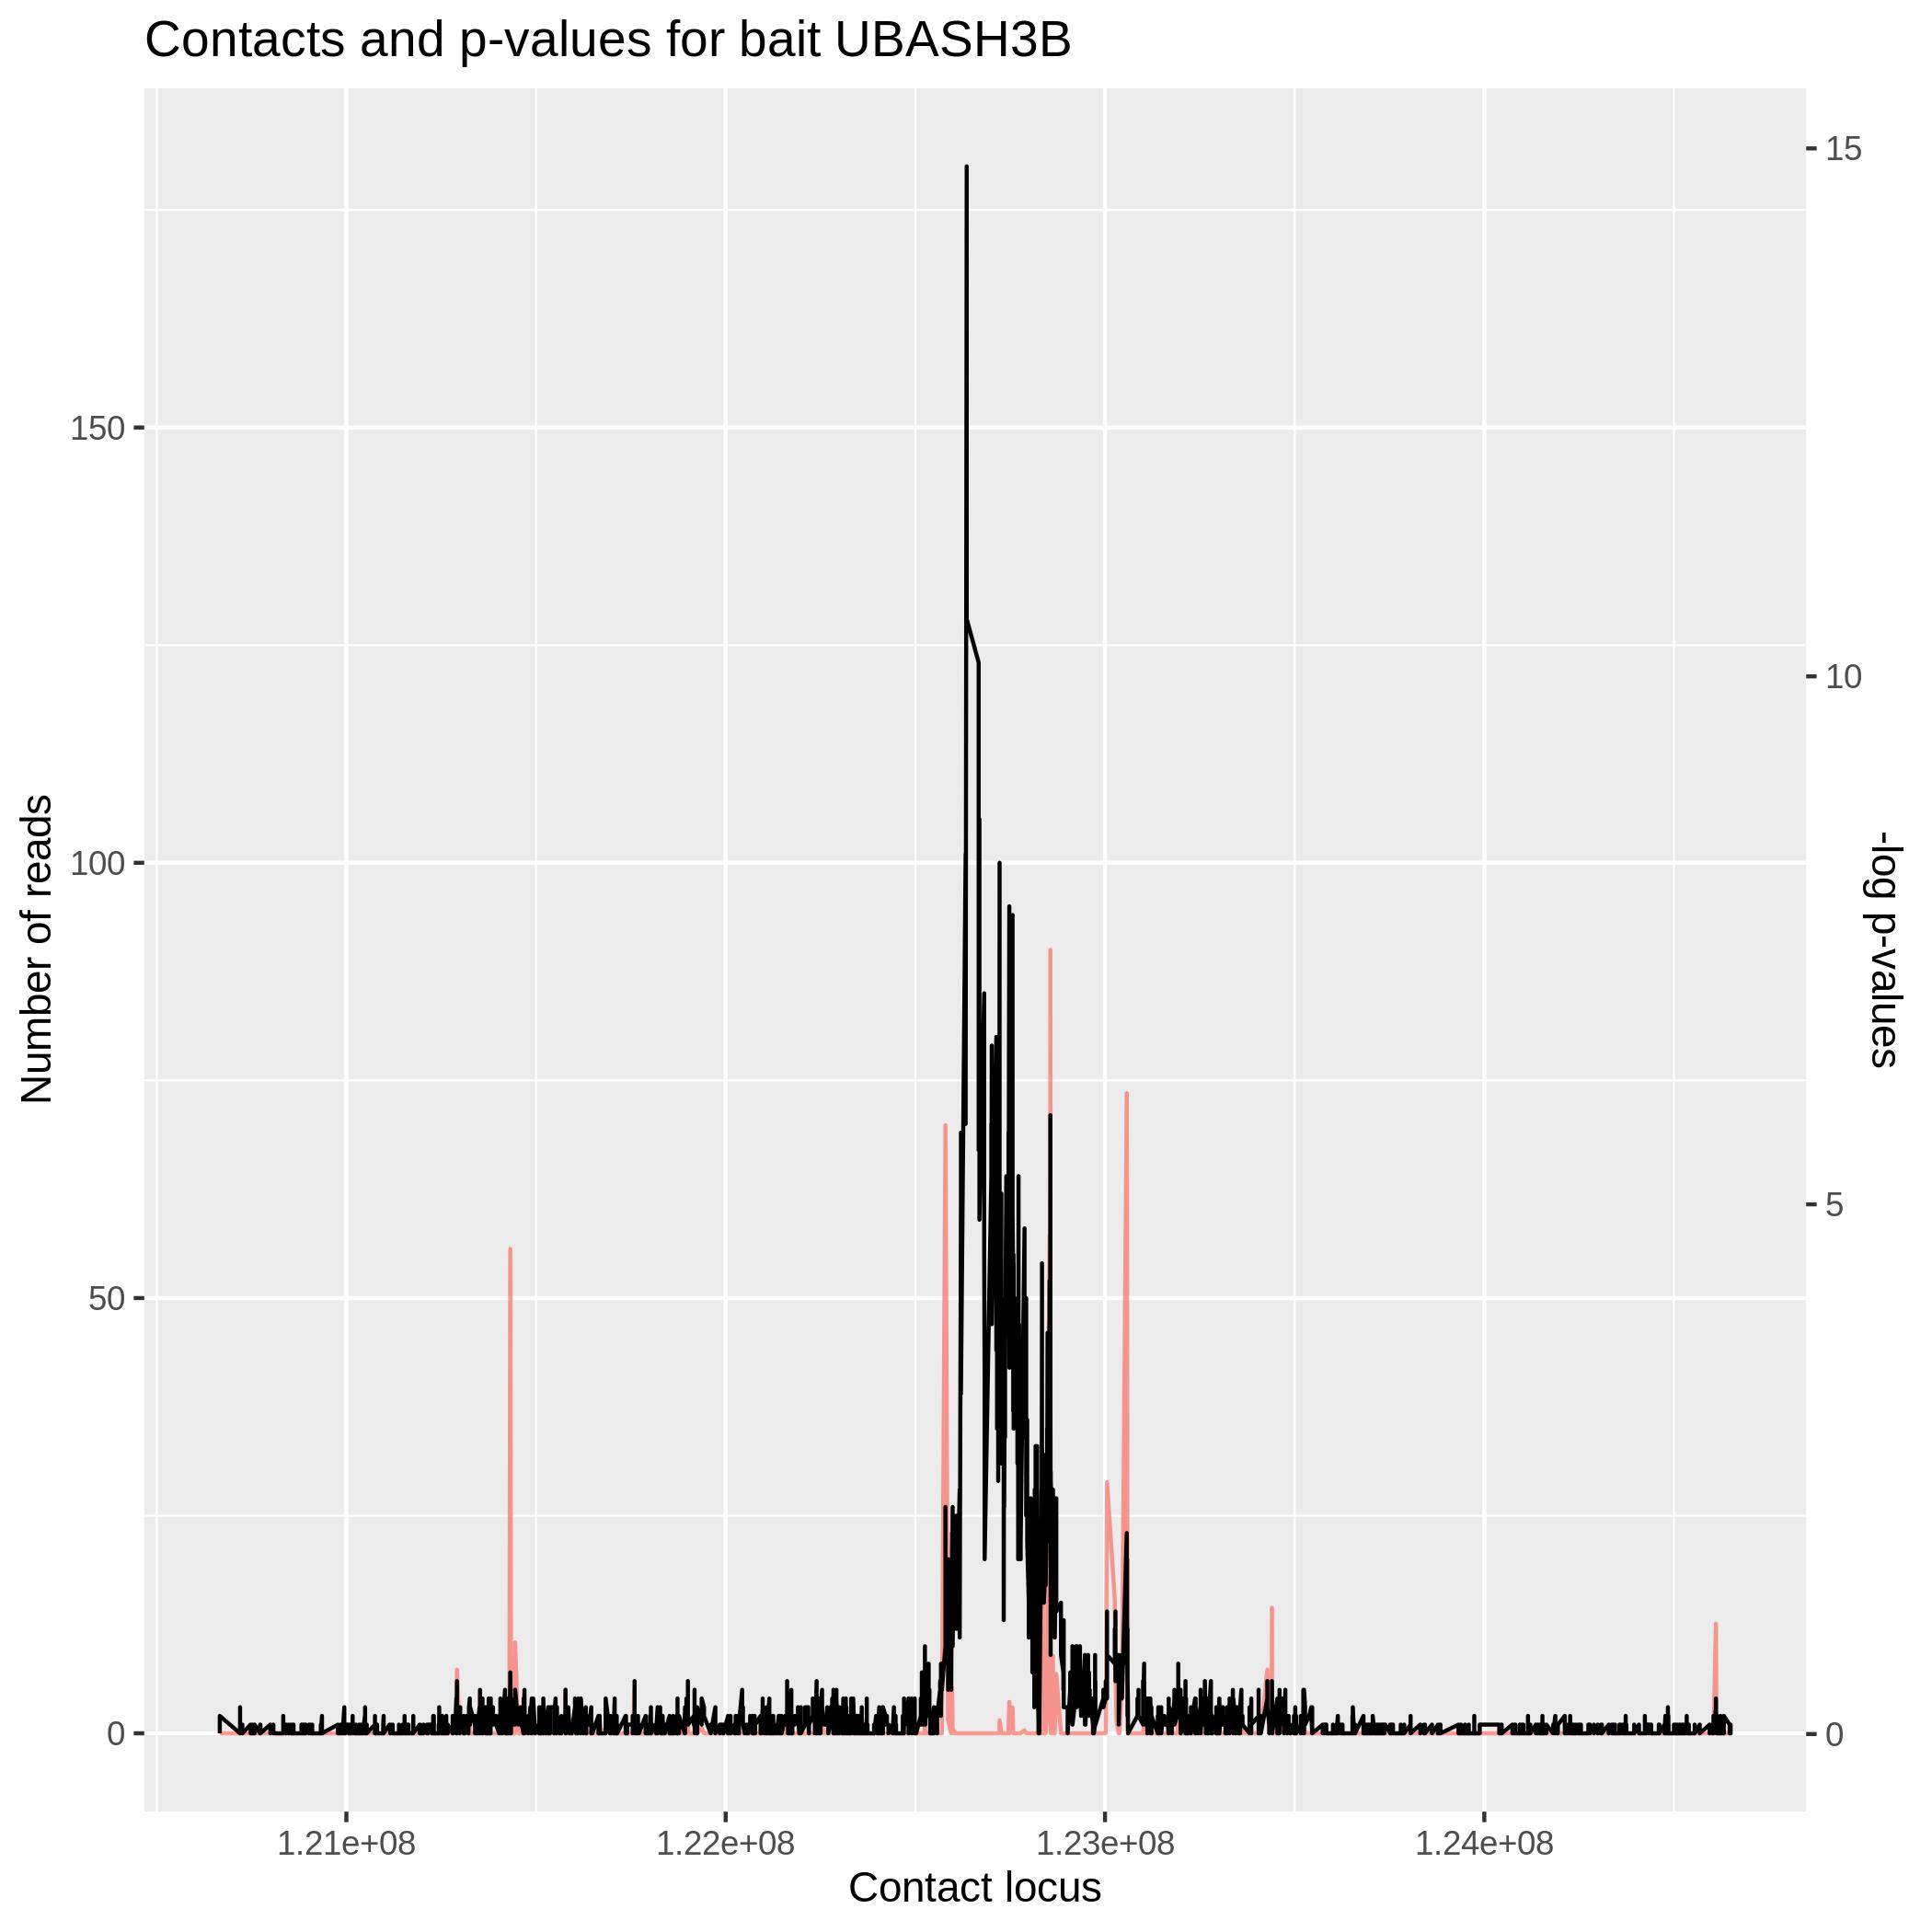 Contacts and p-values for bait UBASH3B
Number of reads
150
100
50
0
15
10
5
0
-log p-values
1.21e+08
1.22e+08
1.23e+08
1.24e+08
Contact locus